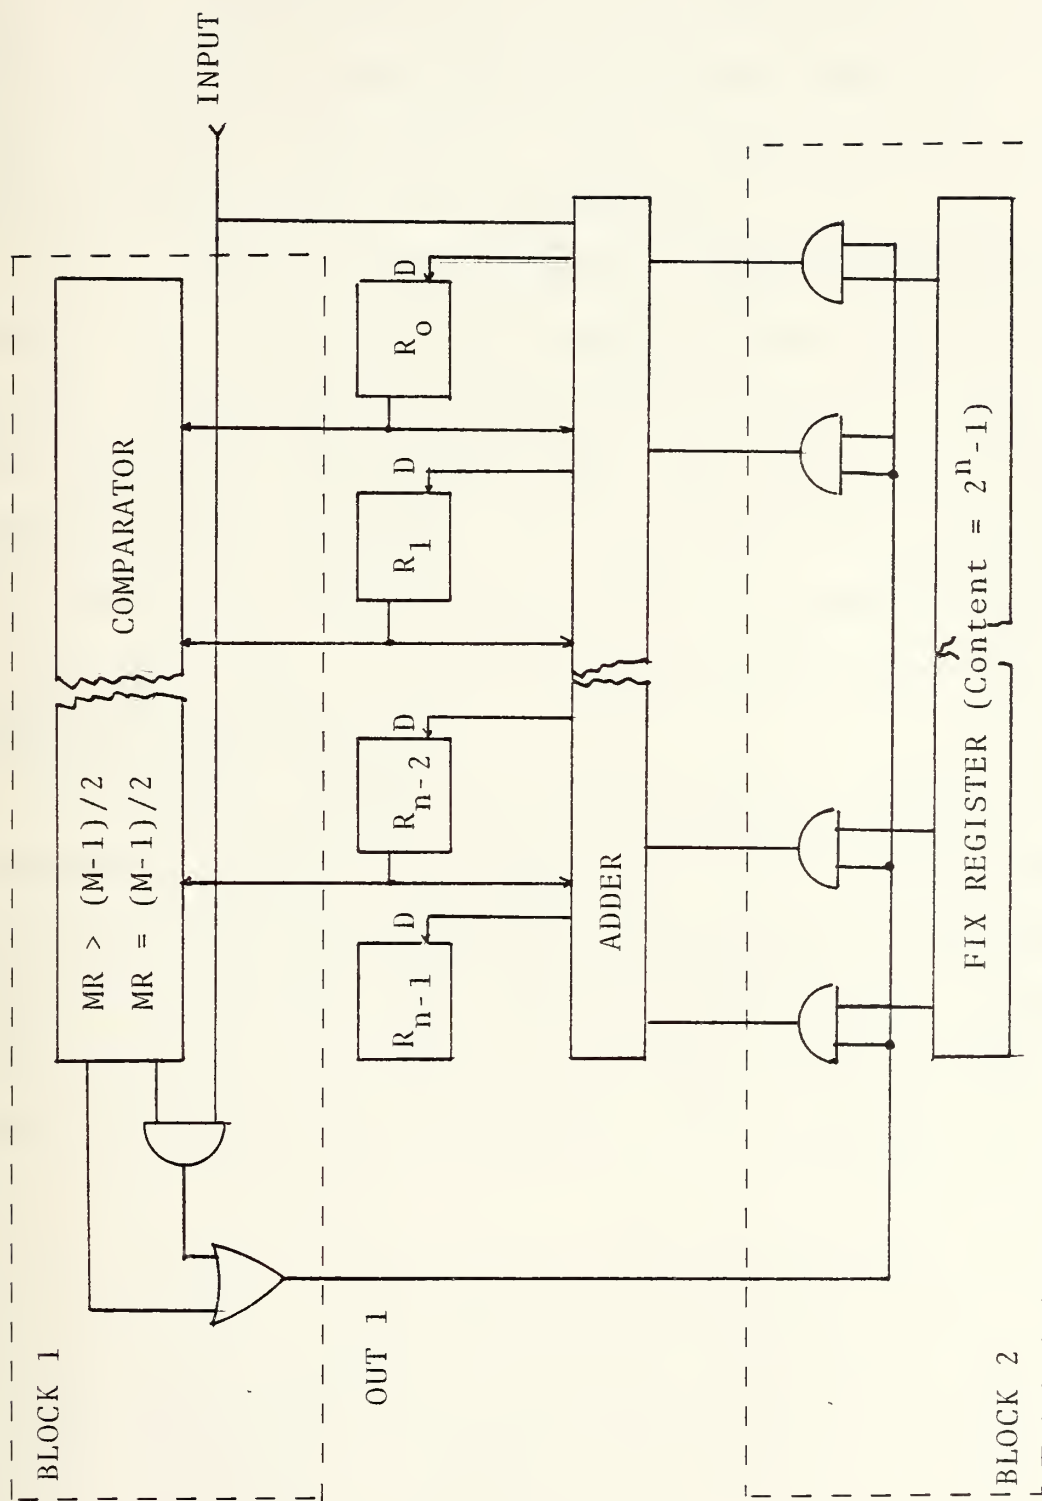 BLOCK 1
MR > (M-1)/2
MR = (M-1)/2
COMPARATOR
INPUT
OUT 1
Rn-1
D
Rn-2
D
R1
D
Ro
D
ADDER
FIX REGISTER (Content = 2^n-1)
BLOCK 2